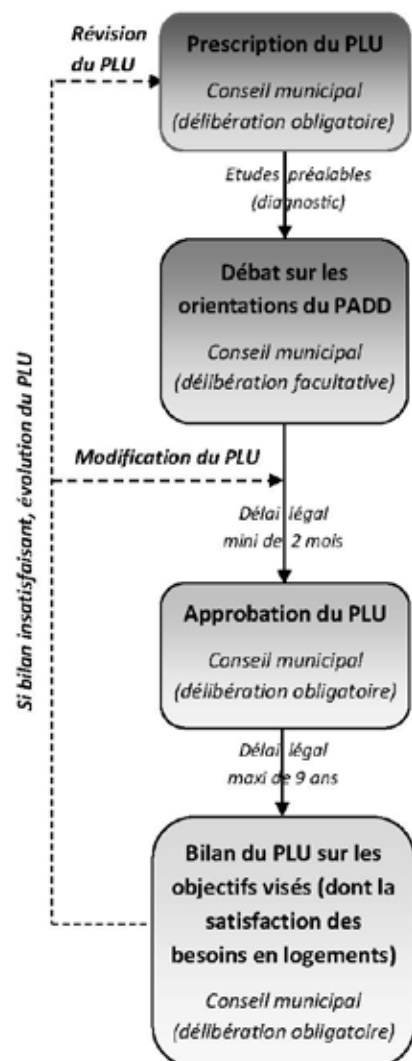 Révision
du PLU
Prescription du PLU
Conseil municipal
(délibération obligatoire)
Etudes préalables
(diagnostic)
Débat sur les
orientations du PADD
Conseil municipal
(délibération facultative)
Modification du PLU
Délai légal
mini de 2 mois
Approbation du PLU
Conseil municipal
(délibération obligatoire)
Délai légal
maxi de 9 ans
Bilan du PLU sur les
objectifs visés (dont la
satisfaction des
besoins en logements)
Conseil municipal
(délibération obligatoire)
Si bilan insatisfaisant, évolution du PLU